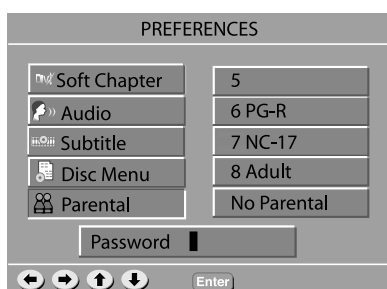 PREFERENCES
Soft Chapter
Audio
Subtitle
Disc Menu
Parental
5
6 PG-R
7 NC-17
8 Adult
No Parental
Password
Enter